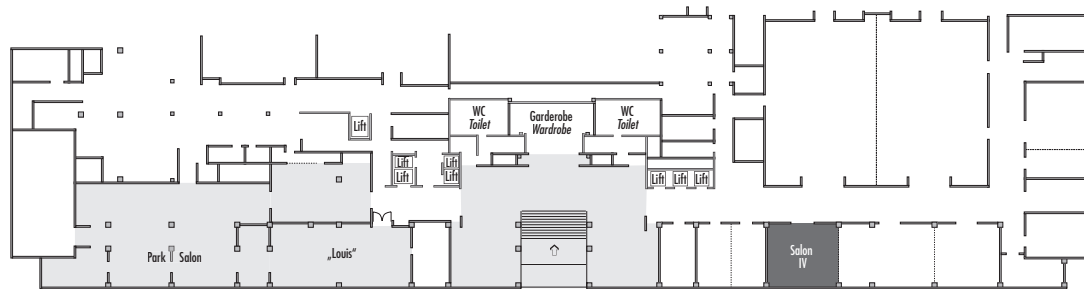 WC
Toilet
Garderobe
Wardrobe
WC
Toilet
Lift
Lift
Lift
Lift
Lift
Lift
Lift
Lift
Park Salon
„Louis“
Salon
IV